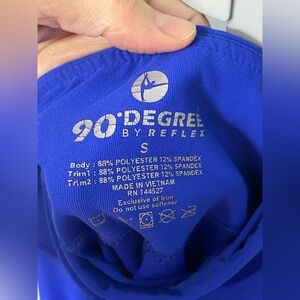 90°DEGREE
BY REFLEX
S
Body : 88% POLYESTER 12% SPANDEX
Trim1 : 88% POLYESTER 12% SPANDEX
Trim2 : 88% POLYESTER 12% SPANDEX
MADE IN VIETNAM
RN 144527
Exclusive of trim
Do not use softener